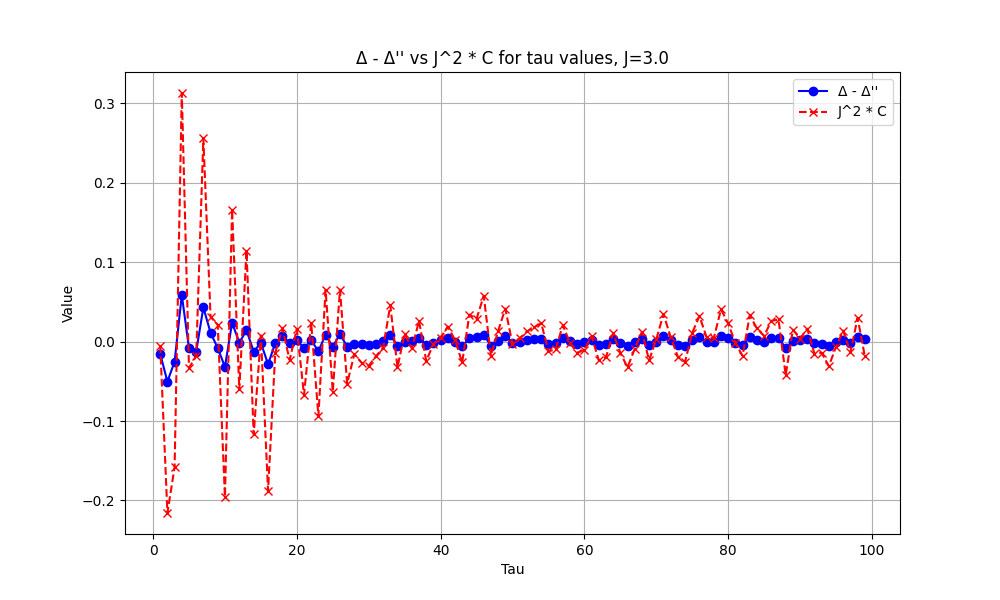 Δ - Δ'' vs J^2 * C for tau values, J=3.0
Δ - Δ''
J^2 * C
Value
0.3
0.2
0.1
0.0
−0.1
−0.2
0
20
40
60
80
100
Tau